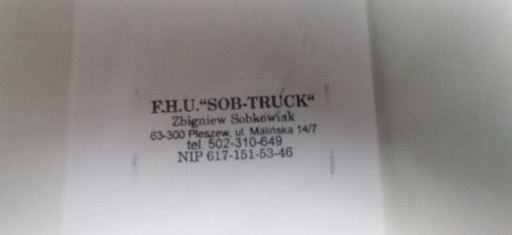 F.H.U.“SOB-TRUCK“
Zbigniew Sobkowiak
63-300 Pleszew, ul. Malińska 14/7
tel. 502-310-649
NIP 617-151-53-46